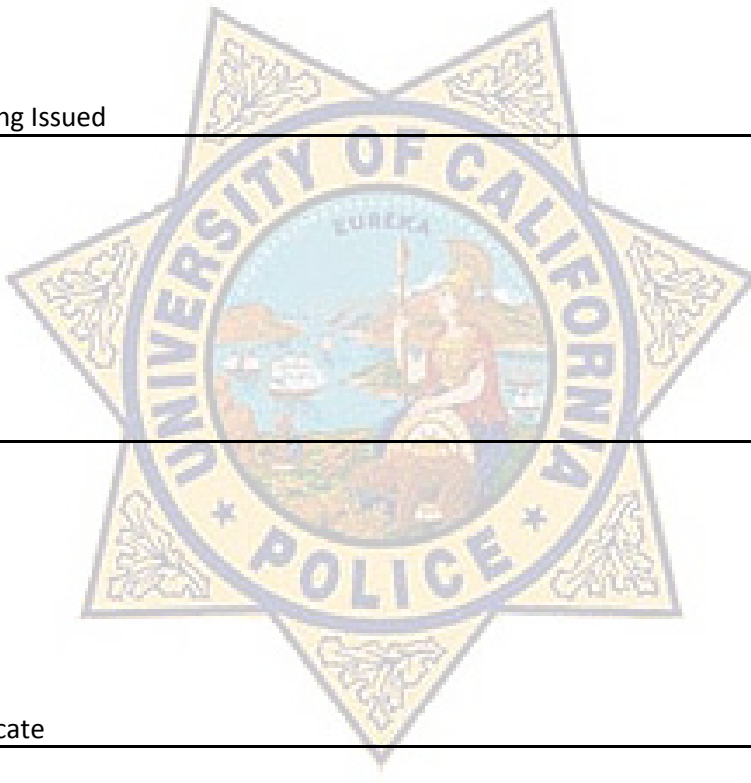 ng Issued
UNIVERSITY OF CALIFORNIA
EUREKA
* POLICE *
cate